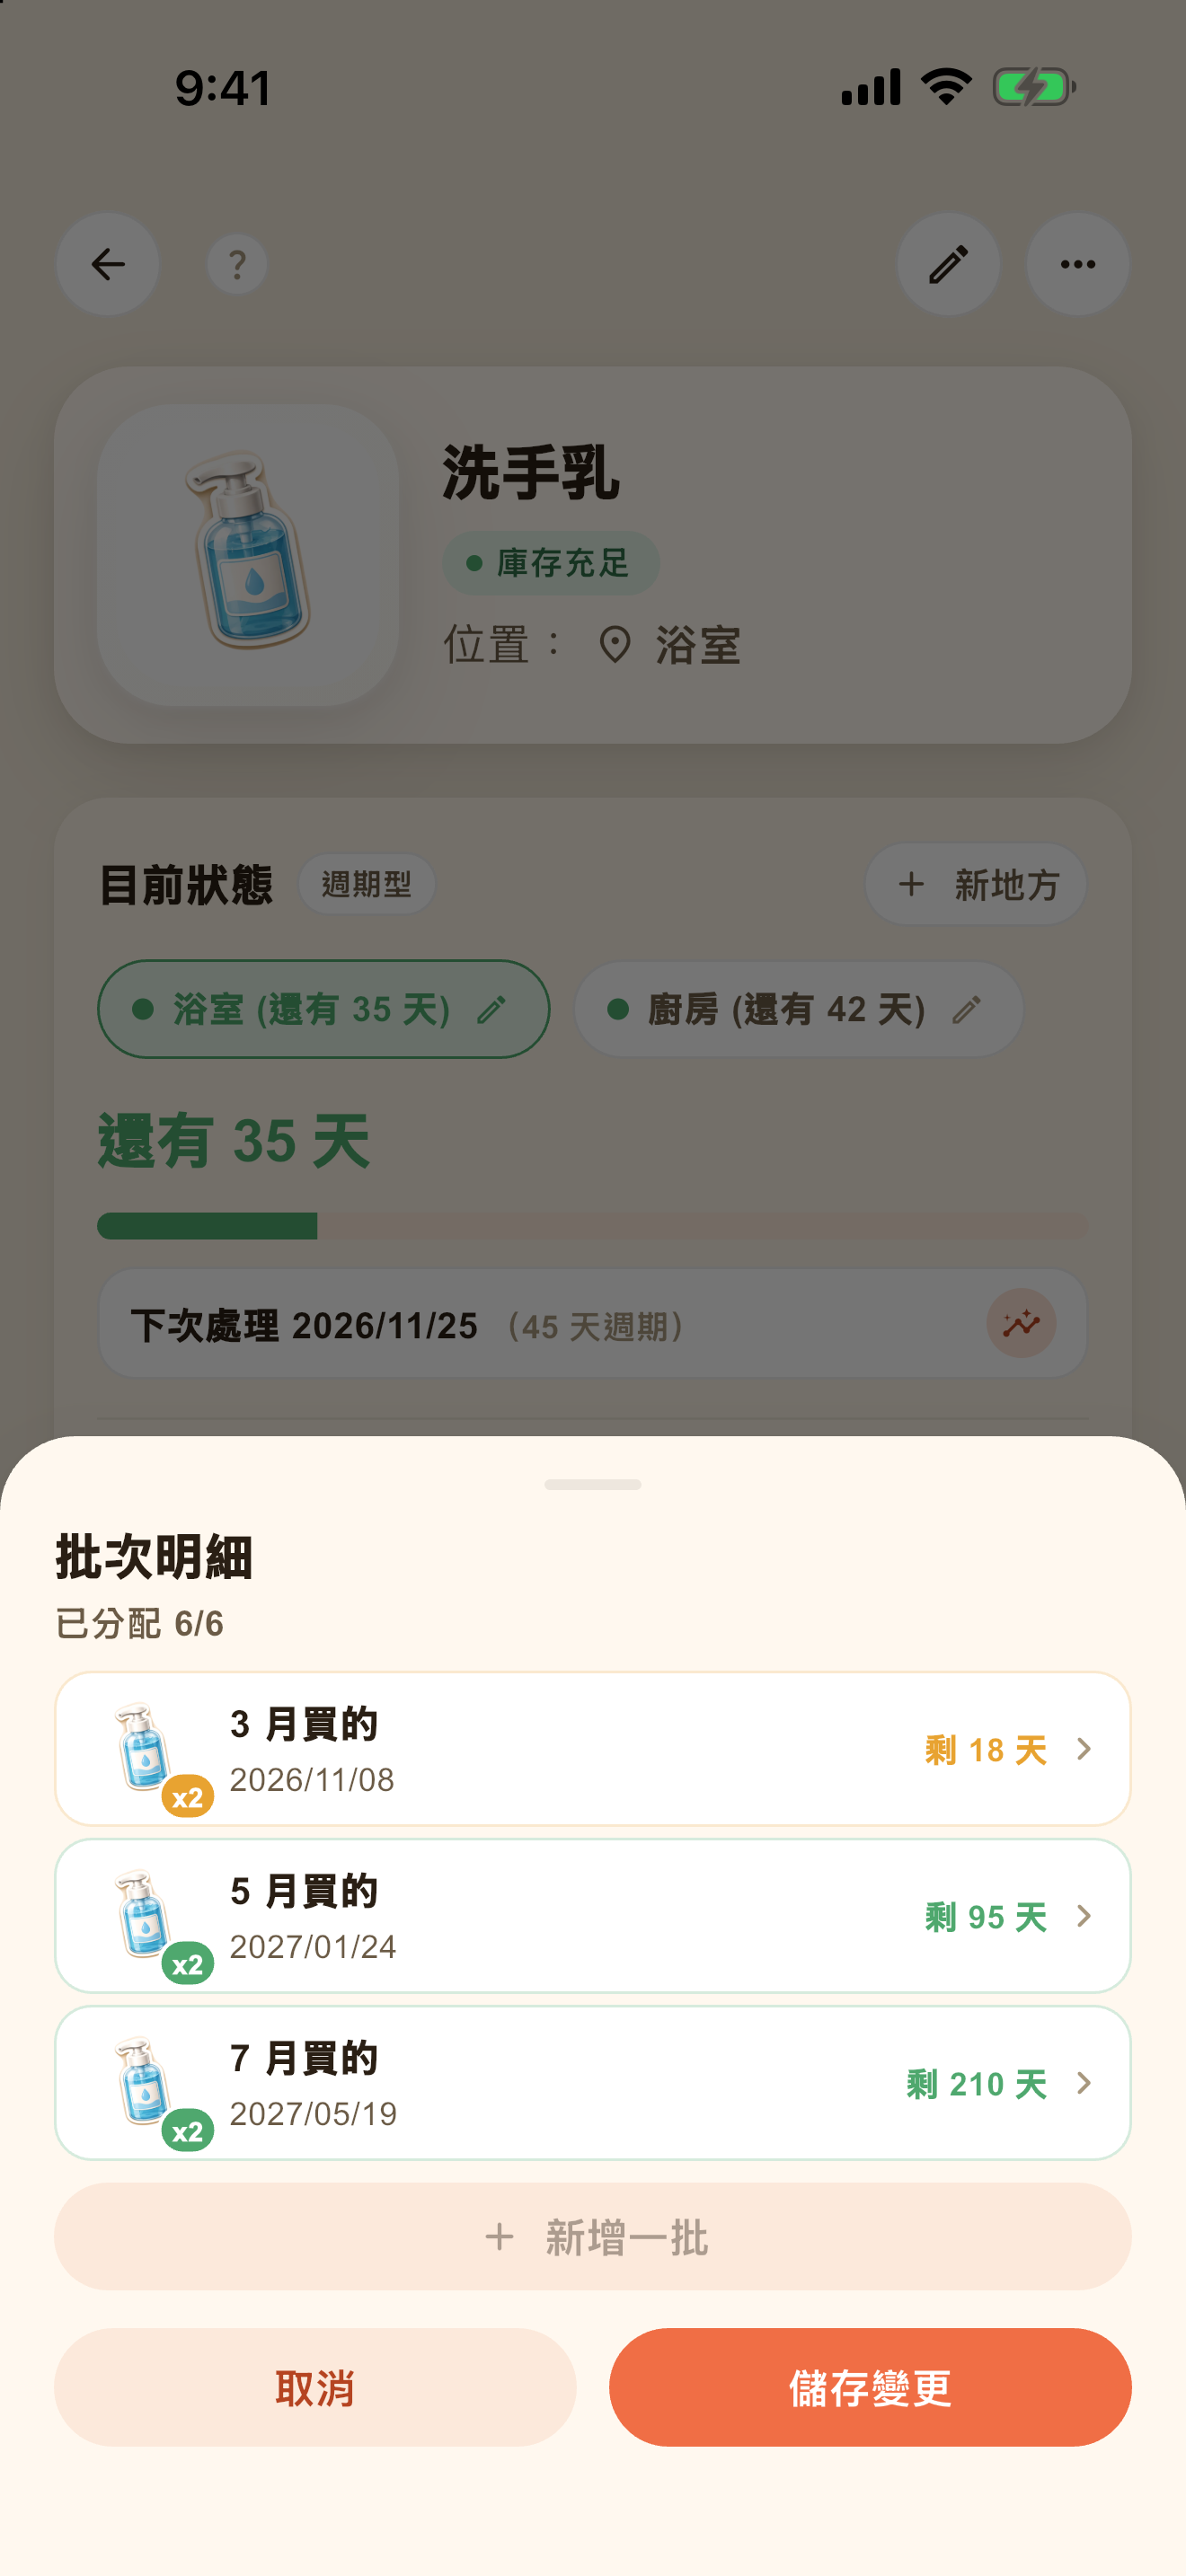 9:41
?
洗手乳
庫存充足
位置： 浴室
目前狀態 週期型 + 新地方
浴室 (還有 35 天) 廚房 (還有 42 天)
還有 35 天
下次處理 2026/11/25 （45 天週期）
批次明細
已分配 6/6
3 月買的
2026/11/08
x2
剩 18 天
5 月買的
2027/01/24
x2
剩 95 天
7 月買的
2027/05/19
x2
剩 210 天
+ 新增一批
取消 儲存變更